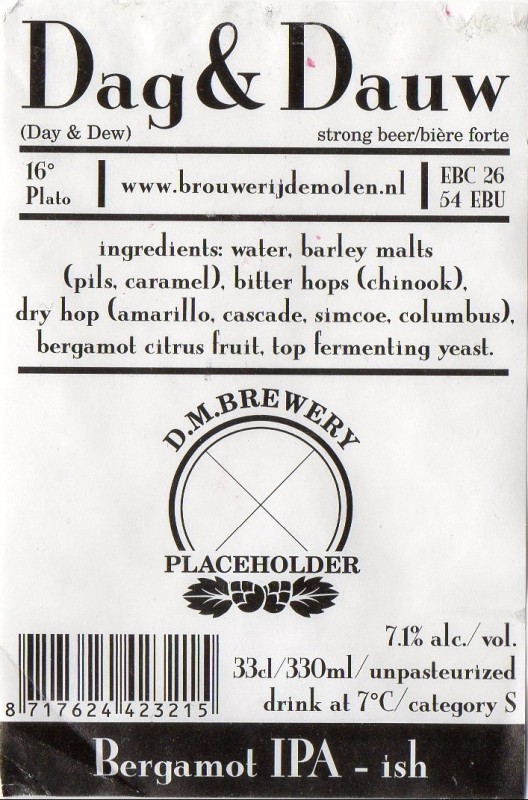 Dag & Dauw
(Day & Dew)
strong beer/bière forte
16°
Plato
www.brouwerijdemolen.nl
EBC 26
54 EBU
ingredients: water, barley malts
(pils, caramel), bitter hops (chinook),
dry hop (amarillo, cascade, simcoe, columbus),
bergamot citrus fruit, top fermenting yeast.
D.M.BREWERY
PLACEHOLDER
7.1% alc./vol.
33cl/330ml/unpasteurized
drink at 7°C/category S
8 717624 423215
Bergamot IPA - ish